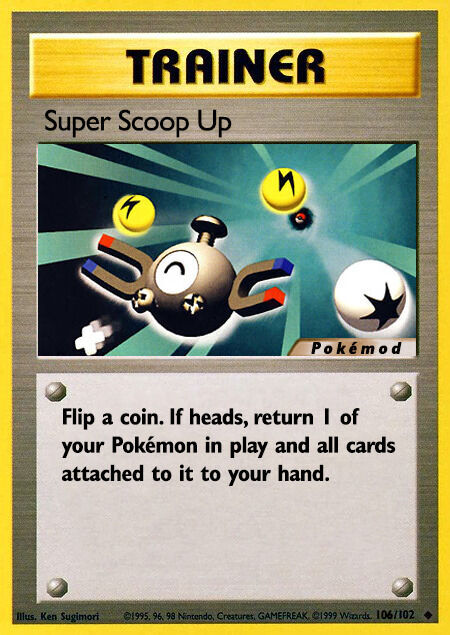 TRAINER
Super Scoop Up
Pokémod
Flip a coin. If heads, return 1 of
your Pokémon in play and all cards
attached to it to your hand.
Illus. Ken Sugimori ©1995, 96, 98 Nintendo, Creatures, GAMEFREAK. ©1999 Wizards. 106/102